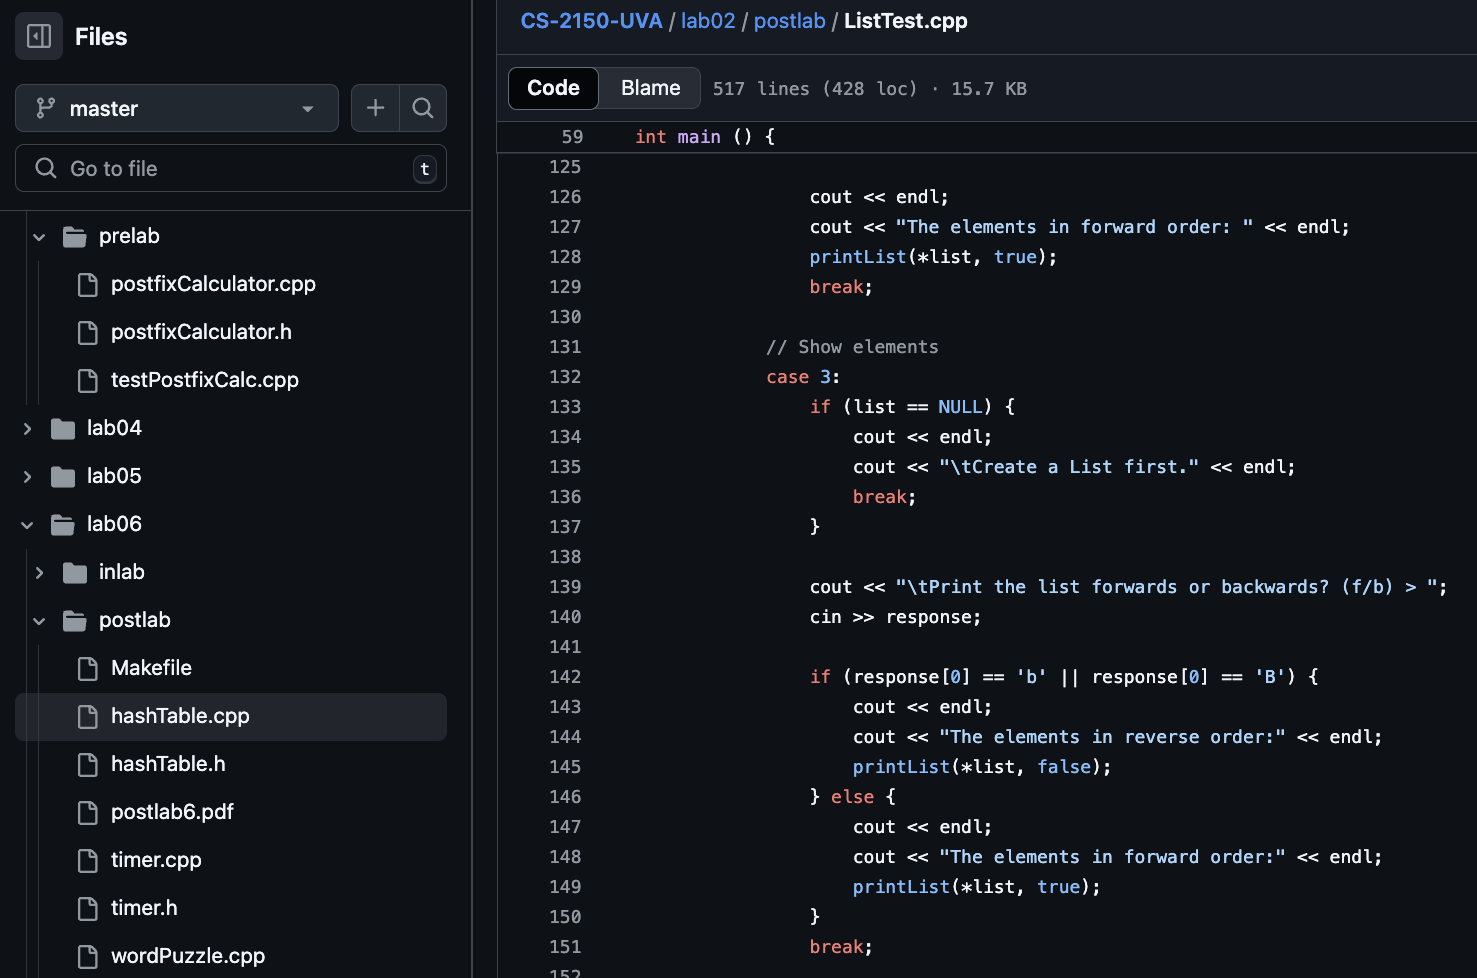 Files
master
Go to file
t
prelab
postfixCalculator.cpp
postfixCalculator.h
testPostfixCalc.cpp
lab04
lab05
lab06
inlab
postlab
Makefile
hashTable.cpp
hashTable.h
postlab6.pdf
timer.cpp
timer.h
wordPuzzle.cpp
CS-2150-UVA / lab02 / postlab / ListTest.cpp
Code Blame 517 lines (428 loc) · 15.7 KB
59 int main () {
125
126 cout << endl;
127 cout << "The elements in forward order: " << endl;
128 printList(*list, true);
129 break;
130
131 // Show elements
132 case 3:
133 if (list == NULL) {
134 cout << endl;
135 cout << "\tCreate a List first." << endl;
136 break;
137 }
138
139 cout << "\tPrint the list forwards or backwards? (f/b) > ";
140 cin >> response;
141
142 if (response[0] == 'b' || response[0] == 'B') {
143 cout << endl;
144 cout << "The elements in reverse order:" << endl;
145 printList(*list, false);
146 } else {
147 cout << endl;
148 cout << "The elements in forward order:" << endl;
149 printList(*list, true);
150 }
151 break;
152